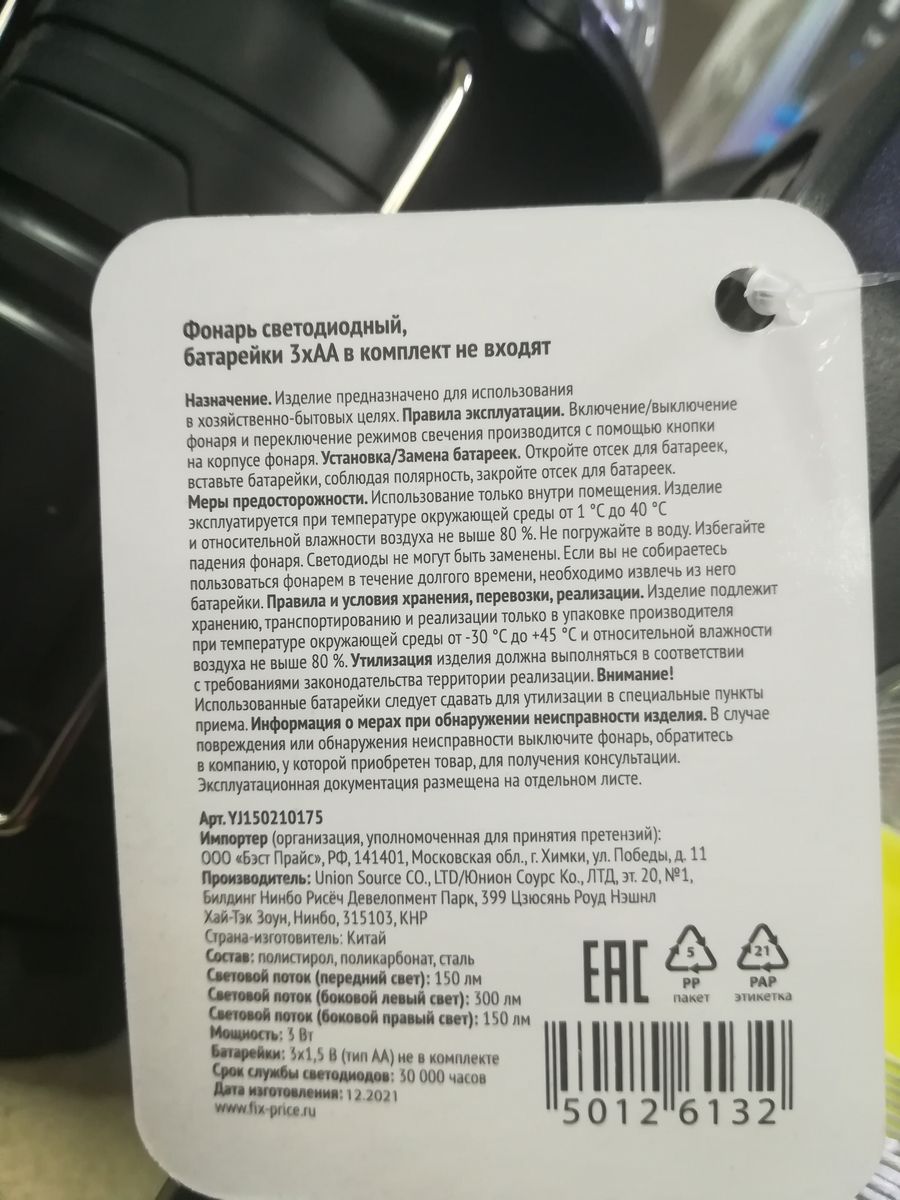 Фонарь светодиодный,
батарейки 3хАА в комплект не входят
Назначение. Изделие предназначено для использования
в хозяйственно-бытовых целях. Правила эксплуатации. Включение/выключение
фонаря и переключение режимов свечения производится с помощью кнопки
на корпусе фонаря. Установка/Замена батареек. Откройте отсек для батареек,
вставьте батарейки, соблюдая полярность, закройте отсек для батареек.
Меры предосторожности. Использование только внутри помещения. Изделие
эксплуатируется при температуре окружающей среды от 1 °С до 40 °С
и относительной влажности воздуха не выше 80 %. Не погружайте в воду. Избегайте
падения фонаря. Светодиоды не могут быть заменены. Если вы не собираетесь
пользоваться фонарем в течение долгого времени, необходимо извлечь из него
батарейки. Правила и условия хранения, перевозки, реализации. Изделие подлежит
хранению, транспортированию и реализации только в упаковке производителя
при температуре окружающей среды от -30 °С до +45 °С и относительной влажности
воздуха не выше 80 %. Утилизация изделия должна выполняться в соответствии
с требованиями законодательства территории реализации. Внимание!
Использованные батарейки следует сдавать для утилизации в специальные пункты
приема. Информация о мерах при обнаружении неисправности изделия. В случае
повреждения или обнаружения неисправности выключите фонарь, обратитесь
в компанию, у которой приобретен товар, для получения консультации.
Эксплуатационная документация размещена на отдельном листе.
Арт. YJ150210175
Импортер (организация, уполномоченная для принятия претензий):
ООО «Бэст Прайс», РФ, 141401, Московская обл., г. Химки, ул. Победы, д. 11
Производитель: Union Source CO., LTD/Юнион Соурс Ко., ЛТД, эт. 20, №1,
Билдинг Нинбо Рисёч Девелопмент Парк, 399 Цзюсянь Роуд Нэшнл
Хай-Тэк Зоун, Нинбо, 315103, КНР
Страна-изготовитель: Китай
Состав: полистирол, поликарбонат, сталь
Световой поток (передний свет): 150 лм
Световой поток (боковой левый свет): 300 лм
Световой поток (боковой правый свет): 150 лм
Мощность: 3 Вт
Батарейки: 3х1,5 В (тип АА) не в комплекте
Срок службы светодиодов: 30 000 часов
Дата изготовления: 12.2021
www.fix-price.ru
EAC
5
PP
пакет
21
PAP
этикетка
5012 6132